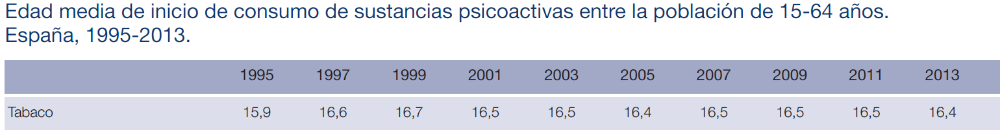 Edad media de inicio de consumo de sustancias psicoactivas entre la población de 15-64 años.
España, 1995-2013.
1995 1997 1999 2001 2003 2005 2007 2009 2011 2013
Tabaco 15,9 16,6 16,7 16,5 16,5 16,4 16,5 16,5 16,5 16,4